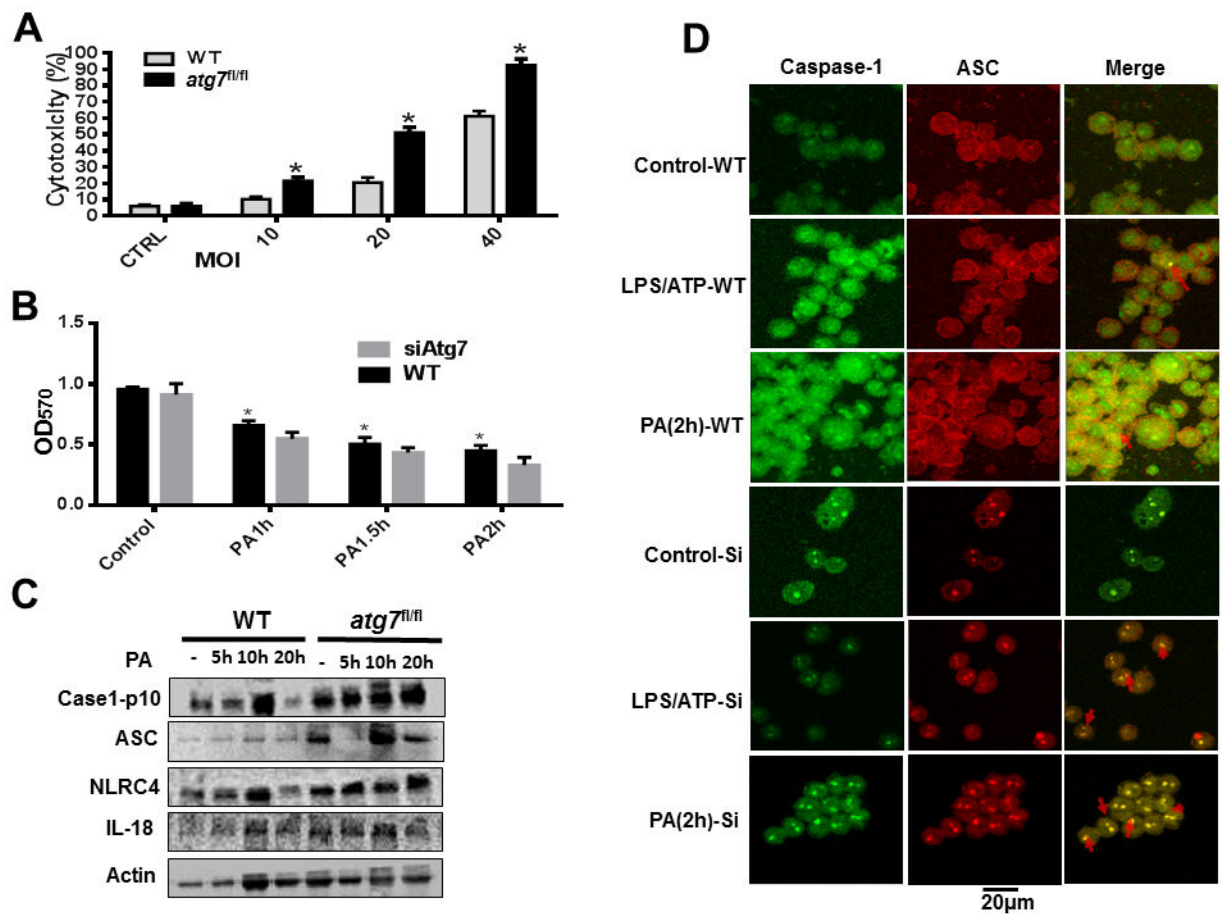 A
Cytotoxicity (%)
100
90
80
70
60
50
40
30
20
10
0
WT
atg7fl/fl
*
*
*
CTRL
10
20
40
MOI
B
OD570
1.5
1.0
0.5
0.0
siAtg7
WT
*
*
*
Control
PA1h
PA1.5h
PA2h
C
WT atg7fl/fl
PA - 5h 10h 20h - 5h 10h 20h
Case1-p10
ASC
NLRC4
IL-18
Actin
D
Caspase-1 ASC Merge
Control-WT
LPS/ATP-WT
PA(2h)-WT
Control-Si
LPS/ATP-Si
PA(2h)-Si
20μm